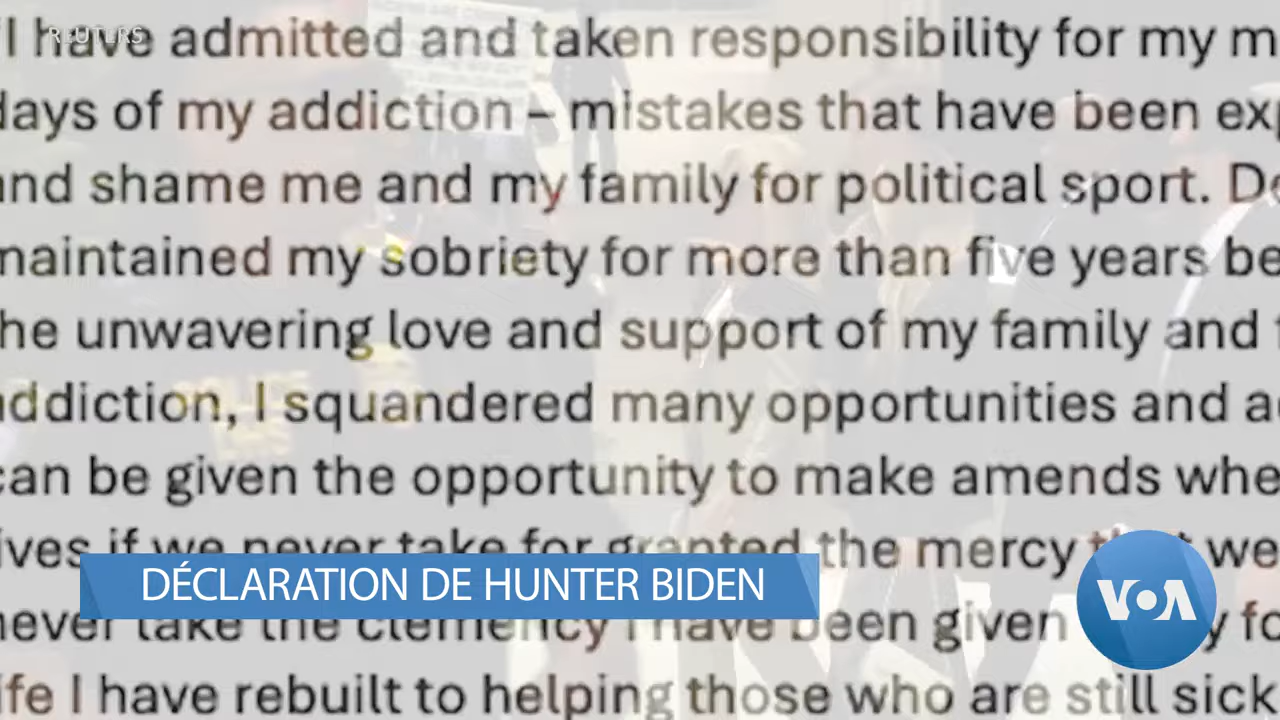 REUTERS
"I have admitted and taken responsibility for my m
days of my addiction – mistakes that have been exp
and shame me and my family for political sport. De
maintained my sobriety for more than five years be
the unwavering love and support of my family and
addiction, I squandered many opportunities and a
can be given the opportunity to make amends whe
lives if we never take for granted the mercy that we
DÉCLARATION DE HUNTER BIDEN
VOA
never take the clemency I have been given fo
life I have rebuilt to helping those who are still sick